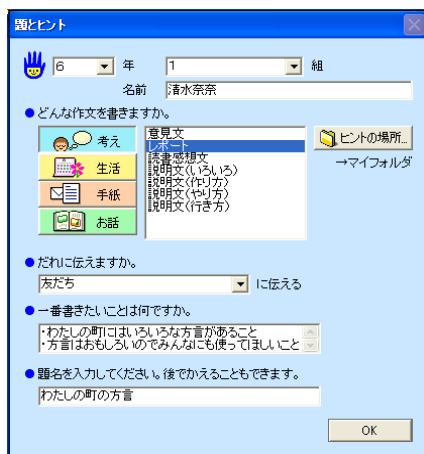 題とヒント
6 年 1 組
名前 清水奈奈
●どんな作文を書きますか。
考え
生活
手紙
お話
意見文
レポート
読書感想文
説明文(いろいろ)
説明文(作り方)
説明文(やり方)
説明文(行き方)
ヒントの場所...
→マイフォルダ
●だれに伝えますか。
友だち に伝える
●一番書きたいことは何ですか。
・わたしの町にはいろいろな方言があること
・方言はおもしろいのでみんなにも使ってほしいこと
●題名を入力してください。後でかえることもできます。
わたしの町の方言
OK